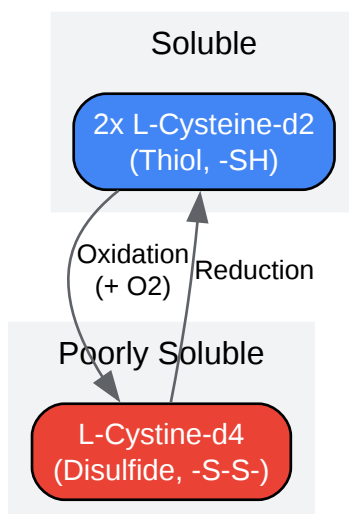 Soluble
2x L-Cysteine-d2
(Thiol, -SH)
Oxidation
(+ O2)
Reduction
Poorly Soluble
L-Cystine-d4
(Disulfide, -S-S-)